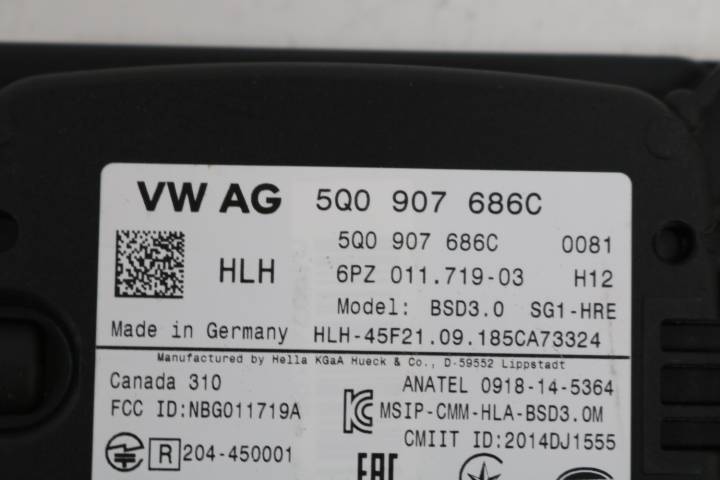 VW AG 5Q0 907 686C
5Q0 907 686C 0081
HLH 6PZ 011.719-03 H12
Model: BSD3.0 SG1-HRE
Made in Germany HLH-45F21.09.185CA73324
Manufactured by Hella KGaA Hueck & Co., D-59552 Lippstadt
Canada 310 ANATEL 0918-14-5364
FCC ID:NBG011719A MSIP-CMM-HLA-BSD3.0M
CMIIT ID:2014DJ1555
R 204-450001
EAC